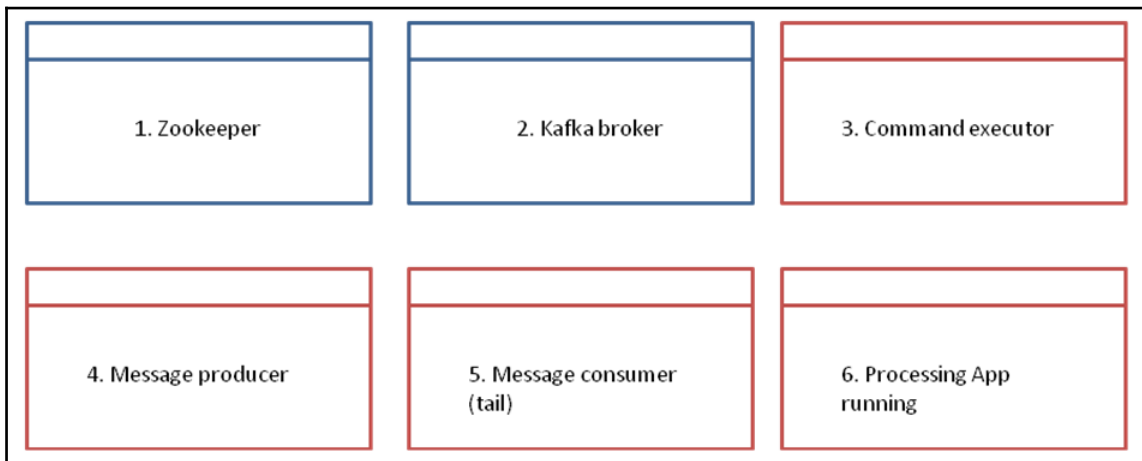 1. Zookeeper
2. Kafka broker
3. Command executor
4. Message producer
5. Message consumer
(tail)
6. Processing App
running